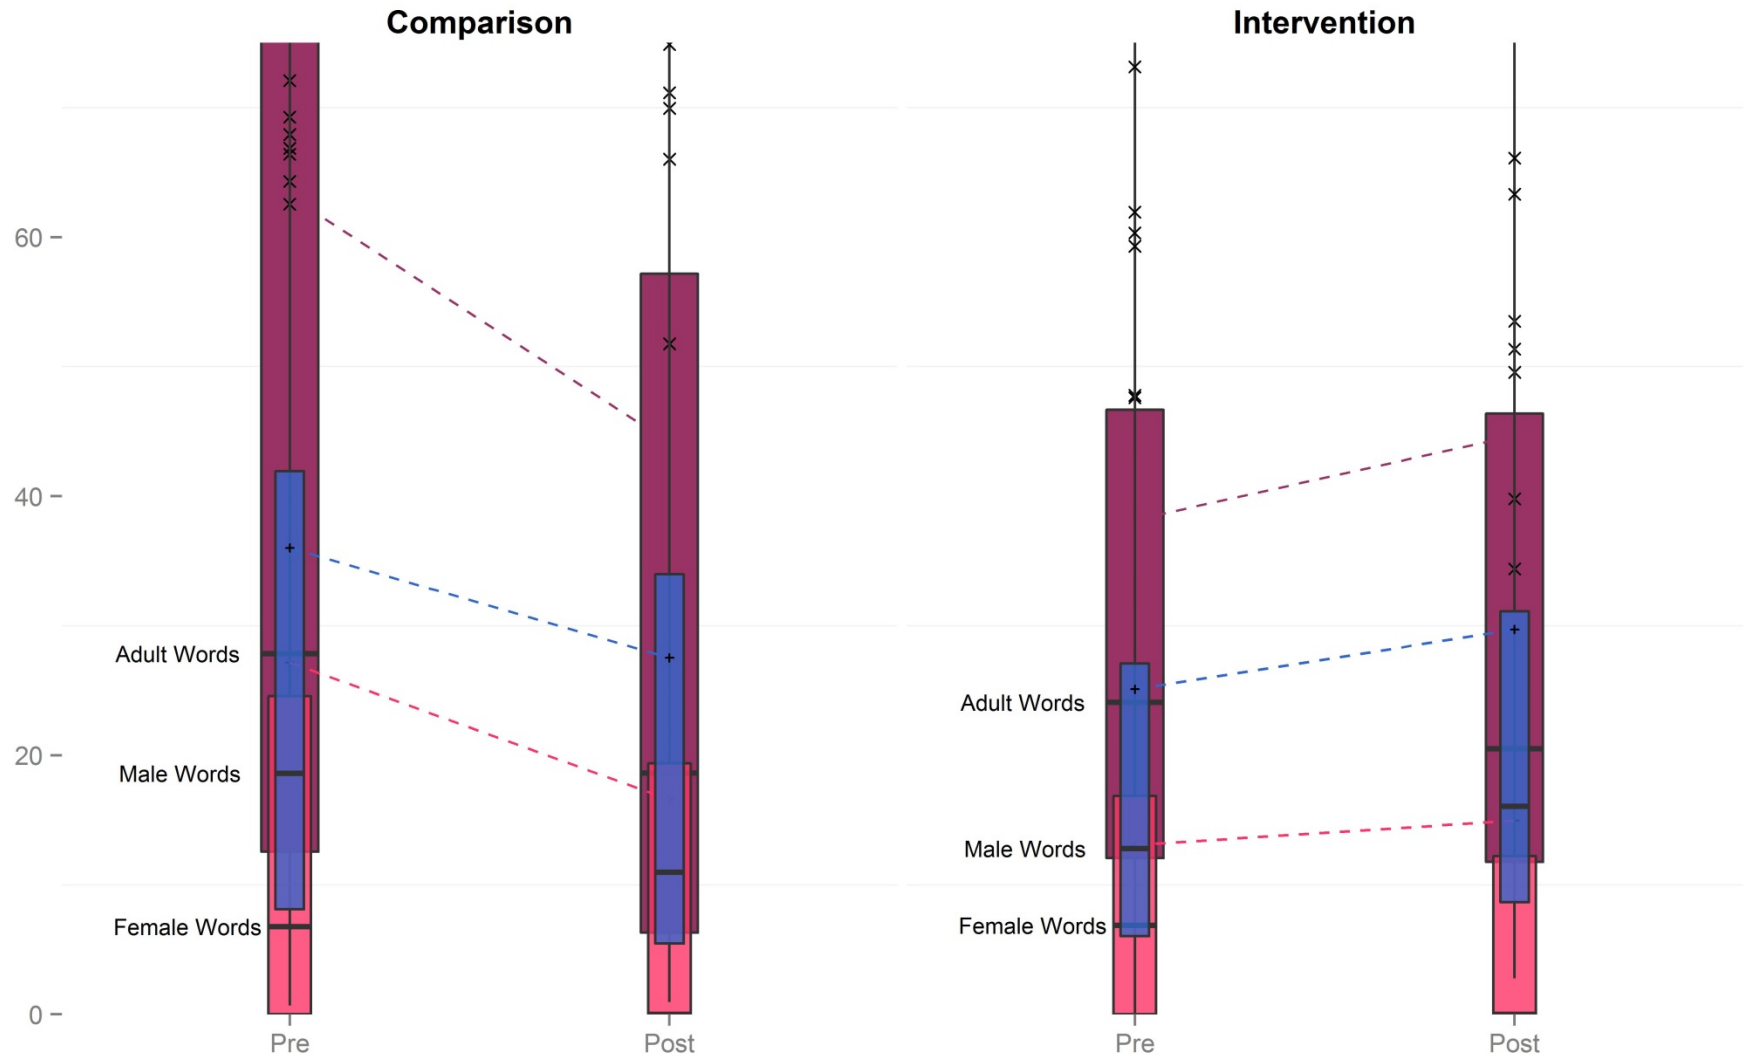 Comparison
Intervention
60
40
20
0
Adult Words
Male Words
Female Words
Adult Words
Male Words
Female Words
Pre
Post
Pre
Post